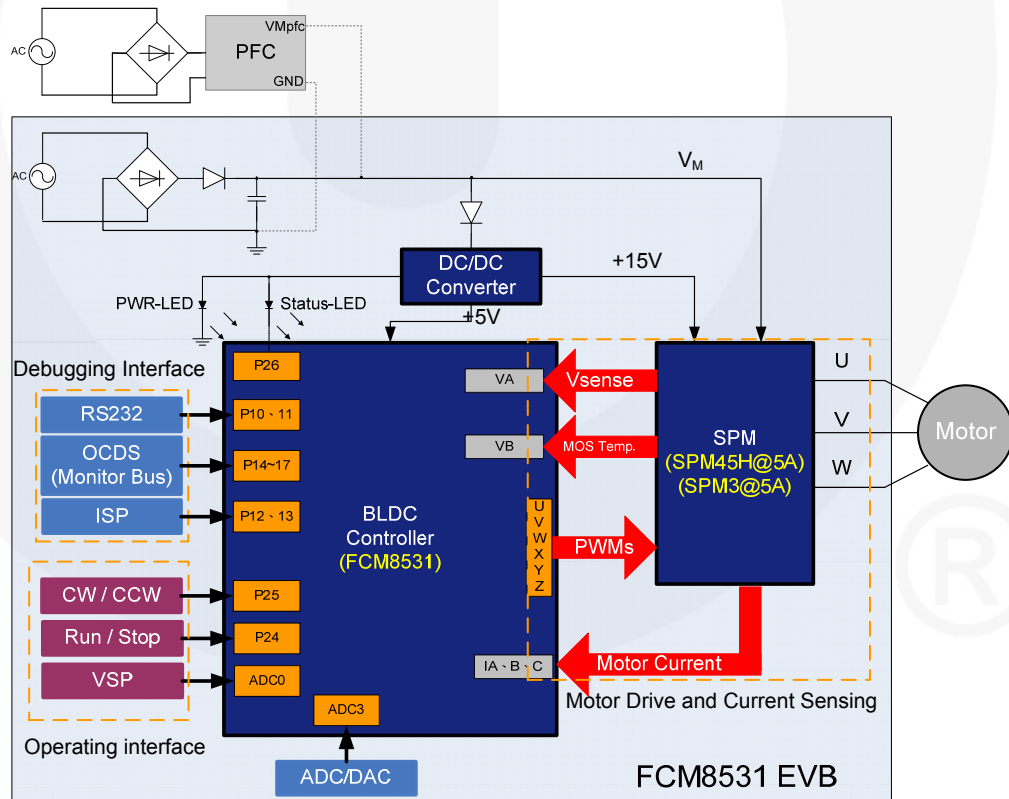 AC
VMpfc
PFC
GND
AC
VM
DC/DC
Converter
+15V
+5V
PWR-LED
Status-LED
Debugging Interface
RS232
OCDS
(Monitor Bus)
ISP
P26
P10、11
P14~17
P12、13
CW / CCW
Run / Stop
VSP
P25
P24
ADC0
Operating interface
ADC3
ADC/DAC
BLDC
Controller
(FCM8531)
VA
VB
U
V
W
X
Y
Z
IA、B、C
Vsense
MOS Temp.
PWMs
Motor Current
SPM
(SPM45H@5A)
(SPM3@5A)
U
V
W
Motor
Motor Drive and Current Sensing
FCM8531 EVB
®